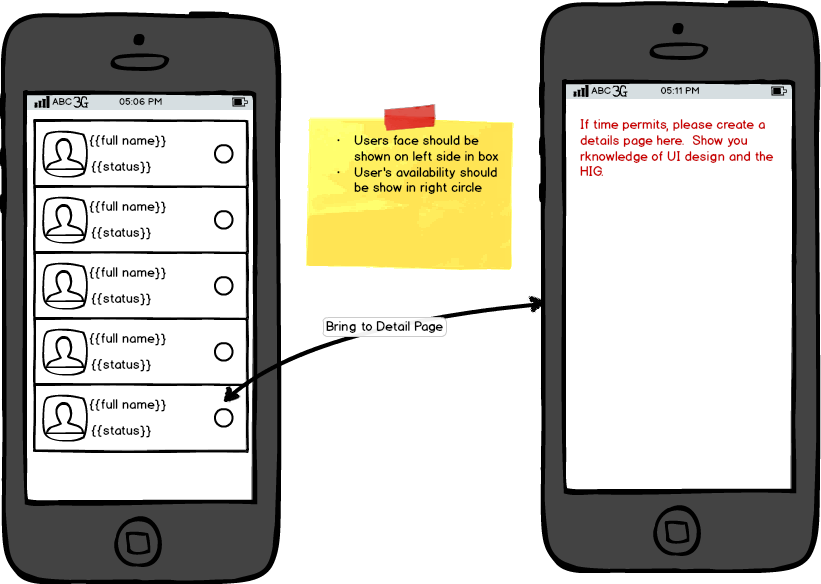 ABC 3G 05:06 PM
{{full name}}
{{status}}
{{full name}}
{{status}}
{{full name}}
{{status}}
{{full name}}
{{status}}
{{full name}}
{{status}}
· Users face should be
shown on left side in box
· User's availability should
be show in right circle
Bring to Detail Page
ABC 3G 05:11 PM
If time permits, please create a
details page here. Show you
rknowledge of UI design and the
HIG.